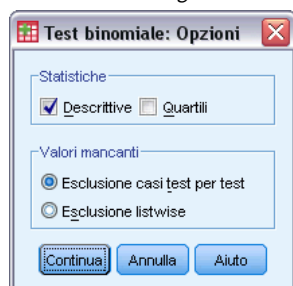 Test binomiale: Opzioni
Statistiche
Descrittive Quartili
Valori mancanti
Esclusione casi test per test
Esclusione listwise
Continua Annulla Aiuto